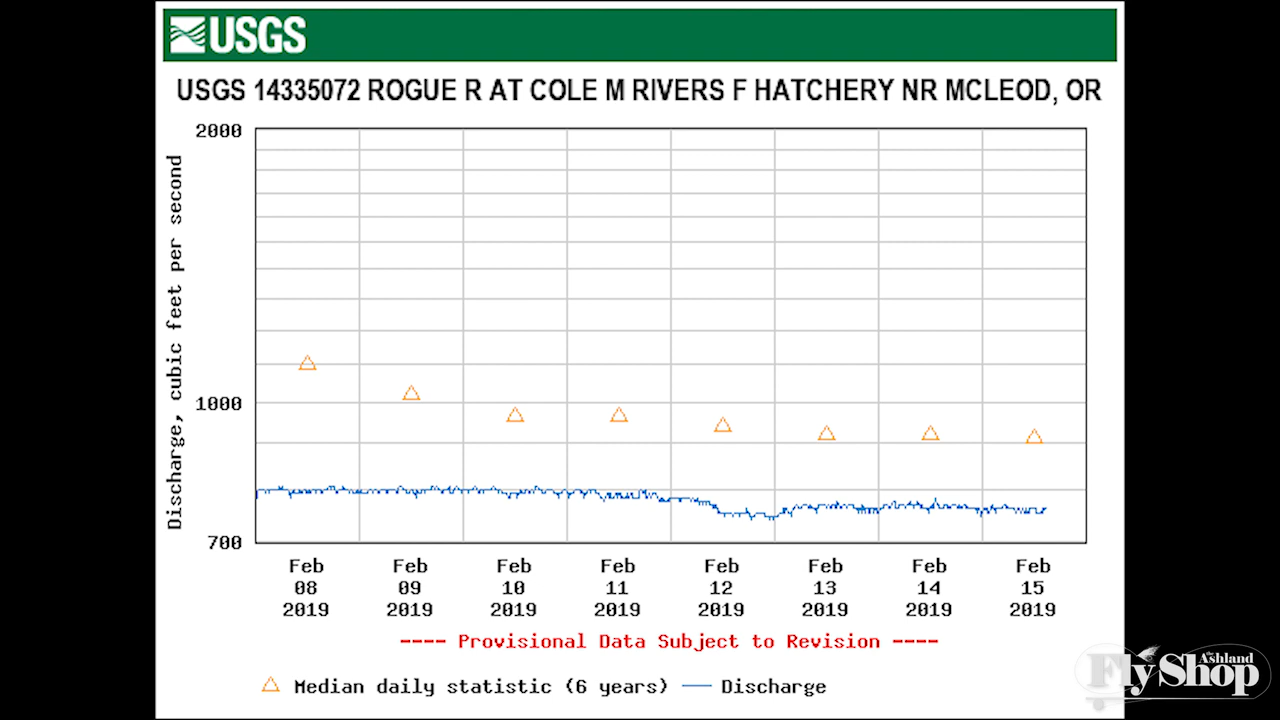 USGS
USGS 14335072 ROGUE R AT COLE M RIVERS F HATCHERY NR MCLEOD, OR
Discharge, cubic feet per second
2000
1000
700
Feb 08 2019
Feb 09 2019
Feb 10 2019
Feb 11 2019
Feb 12 2019
Feb 13 2019
Feb 14 2019
Feb 15 2019
---- Provisional Data Subject to Revision ----
Median daily statistic (6 years)
Discharge
the Ashland
Fly Shop